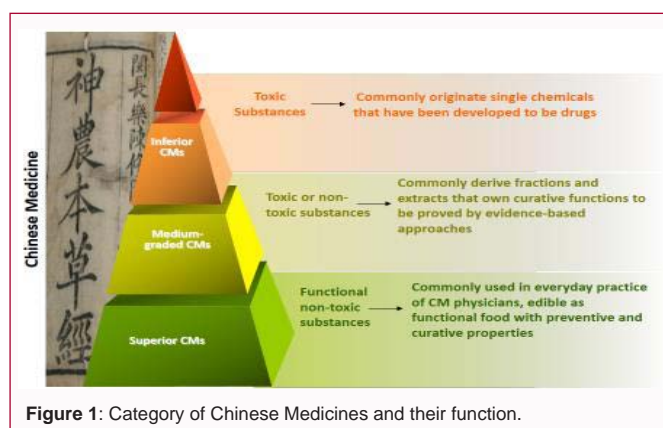 Chinese Medicine
神農本草經
閩長樂陳
Inferior
CMs
Medium-
graded CMs
Superior CMs
Toxic
Substances
Commonly originate single chemicals
that have been developed to be drugs
Toxic or non-
toxic substances
Commonly derive fractions and
extracts that own curative functions to
be proved by evidence-based
approaches
Functional
non-toxic
substances
Commonly used in everyday practice
of CM physicians, edible as
functional food with preventive and
curative properties
Figure 1: Category of Chinese Medicines and their function.